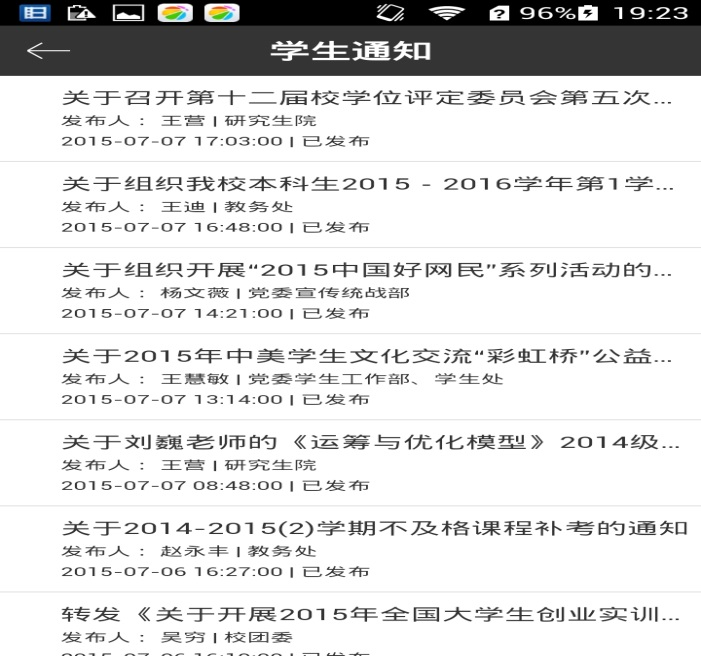 96% 19:23
学生通知
关于召开第十二届校学位评定委员会第五次...
发布人： 王营 | 研究生院
2015-07-07 17:03:00 | 已发布
关于组织我校本科生2015 - 2016学年第1学...
发布人： 王迪 | 教务处
2015-07-07 16:48:00 | 已发布
关于组织开展“2015中国好网民”系列活动的...
发布人： 杨文薇 | 党委宣传统战部
2015-07-07 14:21:00 | 已发布
关于2015年中美学生文化交流“彩虹桥”公益...
发布人： 王慧敏 | 党委学生工作部、学生处
2015-07-07 13:14:00 | 已发布
关于刘巍老师的《运筹与优化模型》2014级...
发布人： 王营 | 研究生院
2015-07-07 08:48:00 | 已发布
关于2014-2015(2)学期不及格课程补考的通知
发布人： 赵永丰 | 教务处
2015-07-06 16:27:00 | 已发布
转发《关于开展2015年全国大学生创业实训...
发布人： 吴穷 | 校团委